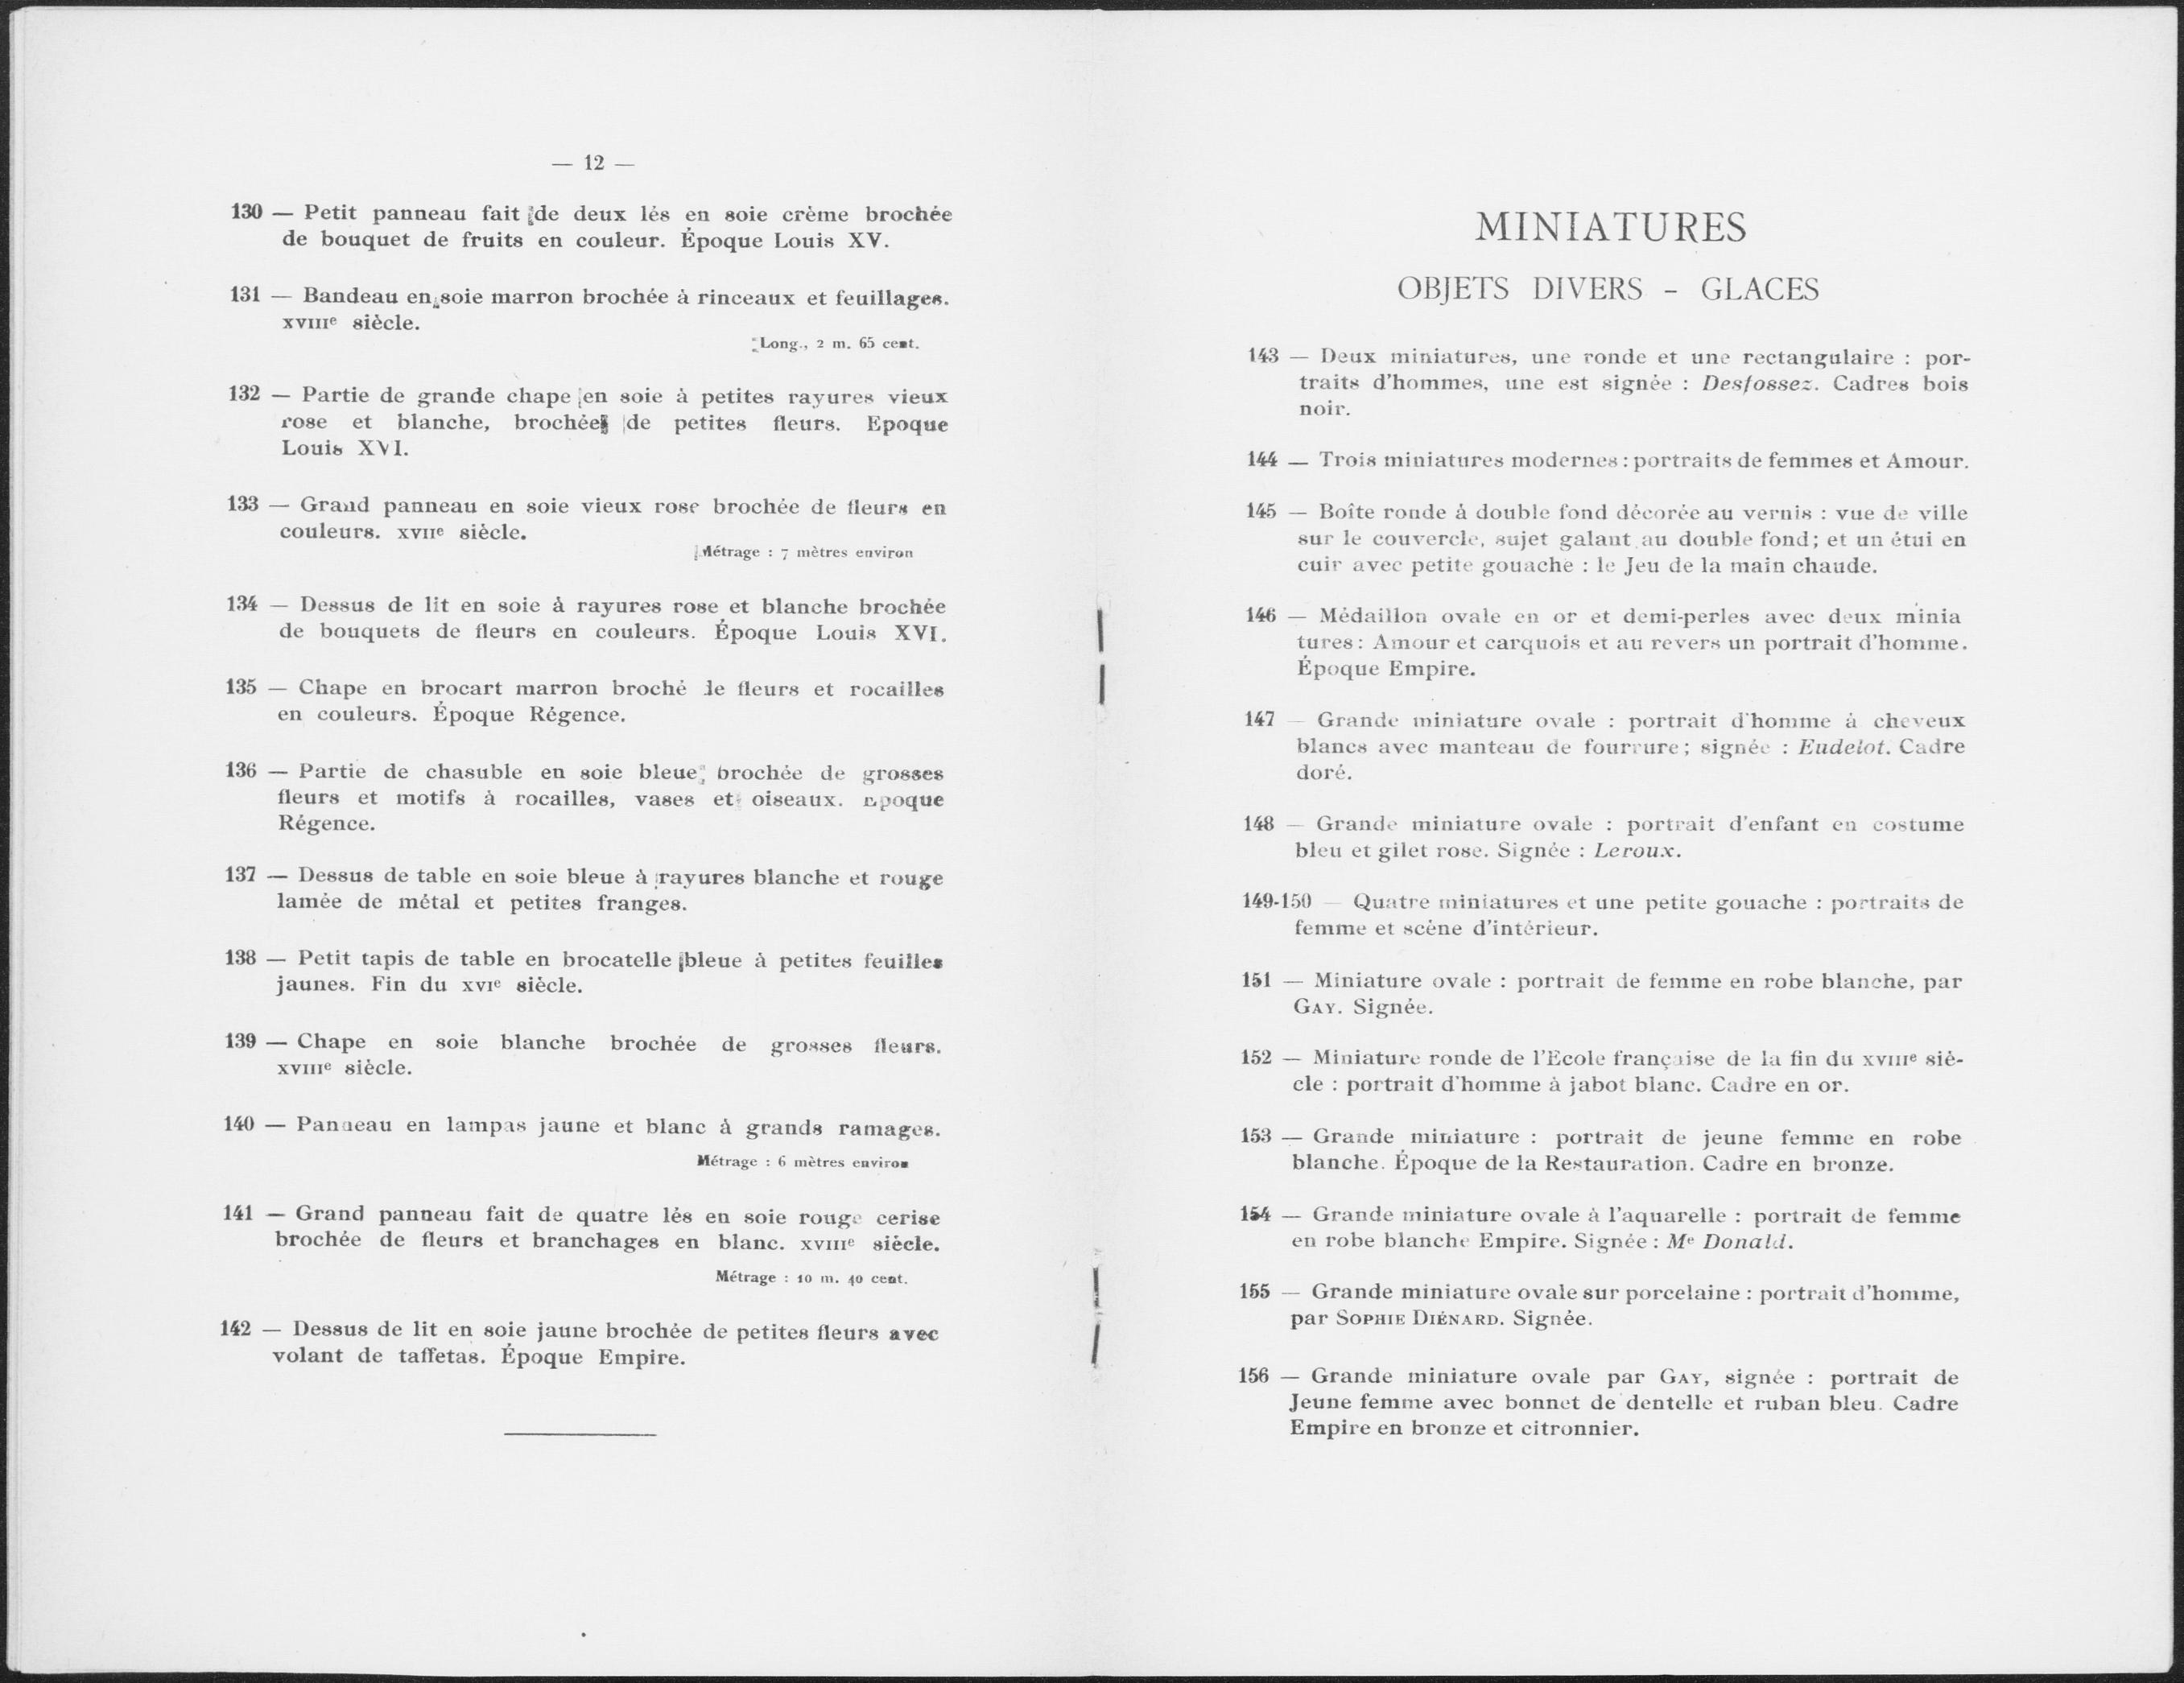 — 12 —
130 — Petit panneau fait de deux lés en soie crème brochée
de bouquet de fruits en couleur. Époque Louis XV.
131 — Bandeau en soie marron brochée à rinceaux et feuillages.
XVIIIe siècle.
Long., 2 m. 65 cent.
132 — Partie de grande chape en soie à petites rayures vieux
rose et blanche, brochées de petites fleurs. Epoque
Louis XVI.
133 — Grand panneau en soie vieux rose brochée de fleurs en
couleurs. XVIIe siècle.
Métrage : 7 mètres environ
134 — Dessus de lit en soie à rayures rose et blanche brochée
de bouquets de fleurs en couleurs. Époque Louis XVI.
135 — Chape en brocart marron broché de fleurs et rocailles
en couleurs. Époque Régence.
136 — Partie de chasuble en soie bleue, brochée de grosses
fleurs et motifs à rocailles, vases et oiseaux. Epoque
Régence.
137 — Dessus de table en soie bleue à rayures blanche et rouge
lamée de métal et petites franges.
138 — Petit tapis de table en brocatelle bleue à petites feuilles
jaunes. Fin du XVIe siècle.
139 — Chape en soie blanche brochée de grosses fleurs.
XVIIIe siècle.
140 — Panneau en lampas jaune et blanc à grands ramages.
Métrage : 6 mètres environ
141 — Grand panneau fait de quatre lés en soie rouge cerise
brochée de fleurs et branchages en blanc. XVIIIe siècle.
Métrage : 10 m. 40 cent.
142 — Dessus de lit en soie jaune brochée de petites fleurs avec
volant de taffetas. Époque Empire.
MINIATURES
OBJETS DIVERS - GLACES
143 — Deux miniatures, une ronde et une rectangulaire : por-
traits d'hommes, une est signée : Desfossez. Cadres bois
noir.
144 — Trois miniatures modernes : portraits de femmes et Amour.
145 — Boîte ronde à double fond décorée au vernis : vue de ville
sur le couvercle, sujet galant au double fond; et un étui en
cuir avec petite gouache : le Jeu de la main chaude.
146 — Médaillon ovale en or et demi-perles avec deux minia
tures : Amour et carquois et au revers un portrait d'homme.
Époque Empire.
147 — Grande miniature ovale : portrait d'homme à cheveux
blancs avec manteau de fourrure; signée : Eudelot. Cadre
doré.
148 — Grande miniature ovale : portrait d'enfant en costume
bleu et gilet rose. Signée : Leroux.
149-150 — Quatre miniatures et une petite gouache : portraits de
femme et scène d'intérieur.
151 — Miniature ovale : portrait de femme en robe blanche, par
GAY. Signée.
152 — Miniature ronde de l'Ecole française de la fin du XVIIIe siè-
cle : portrait d'homme à jabot blanc. Cadre en or.
153 — Grande miniature : portrait de jeune femme en robe
blanche. Époque de la Restauration. Cadre en bronze.
154 — Grande miniature ovale à l'aquarelle : portrait de femme
en robe blanche Empire. Signée : Me Donald.
155 — Grande miniature ovale sur porcelaine : portrait d'homme,
par SOPHIE DIÉNARD. Signée.
156 — Grande miniature ovale par GAY, signée : portrait de
Jeune femme avec bonnet de dentelle et ruban bleu. Cadre
Empire en bronze et citronnier.